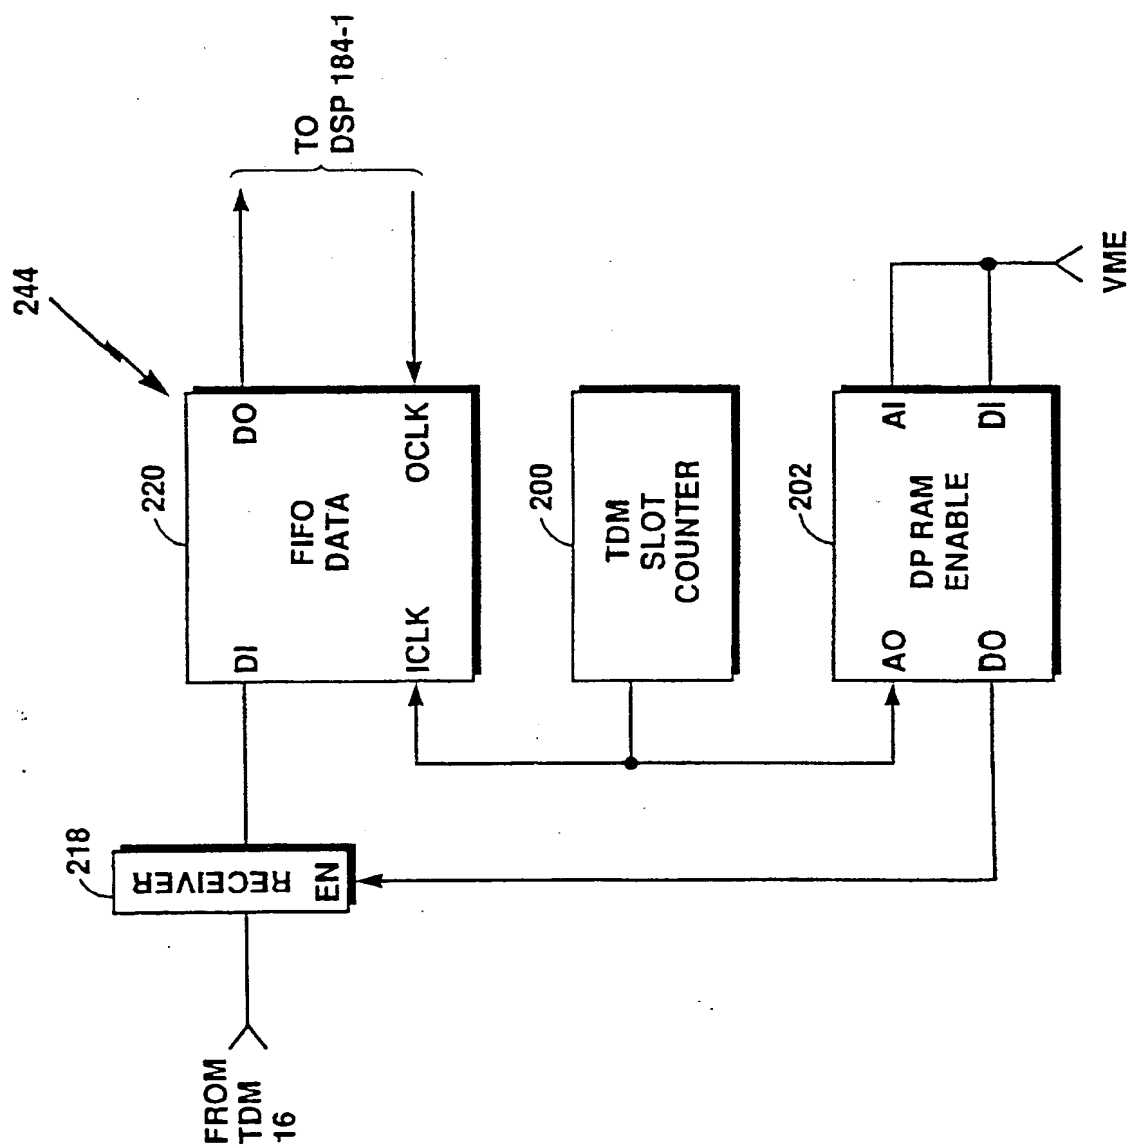 244
TO
DSP 184-1
220
DI
DO
FIFO
DATA
ICLK
OCLK
218
RECEIVER
EN
FROM
TDM
16
200
TDM
SLOT
COUNTER
202
AO
AI
DP RAM
ENABLE
DO
DI
VME